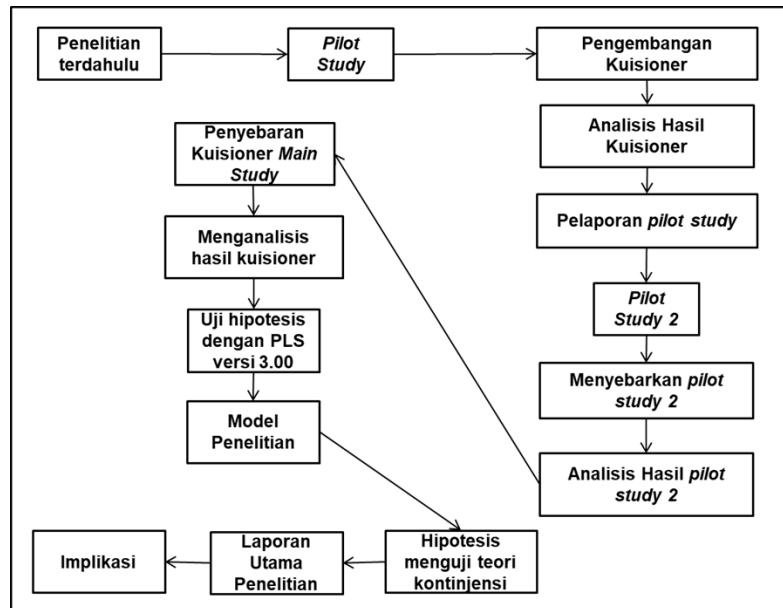 Penelitian
terdahulu
Pilot
Study
Pengembangan
Kuisioner
Analisis Hasil
Kuisioner
Pelaporan pilot study
Pilot
Study 2
Menyebarkan pilot
study 2
Analisis Hasil pilot
study 2
Penyebaran
Kuisioner Main
Study
Menganalisis
hasil kuisioner
Uji hipotesis
dengan PLS
versi 3.00
Model
Penelitian
Hipotesis
menguji teori
kontinjensi
Laporan
Utama
Penelitian
Implikasi